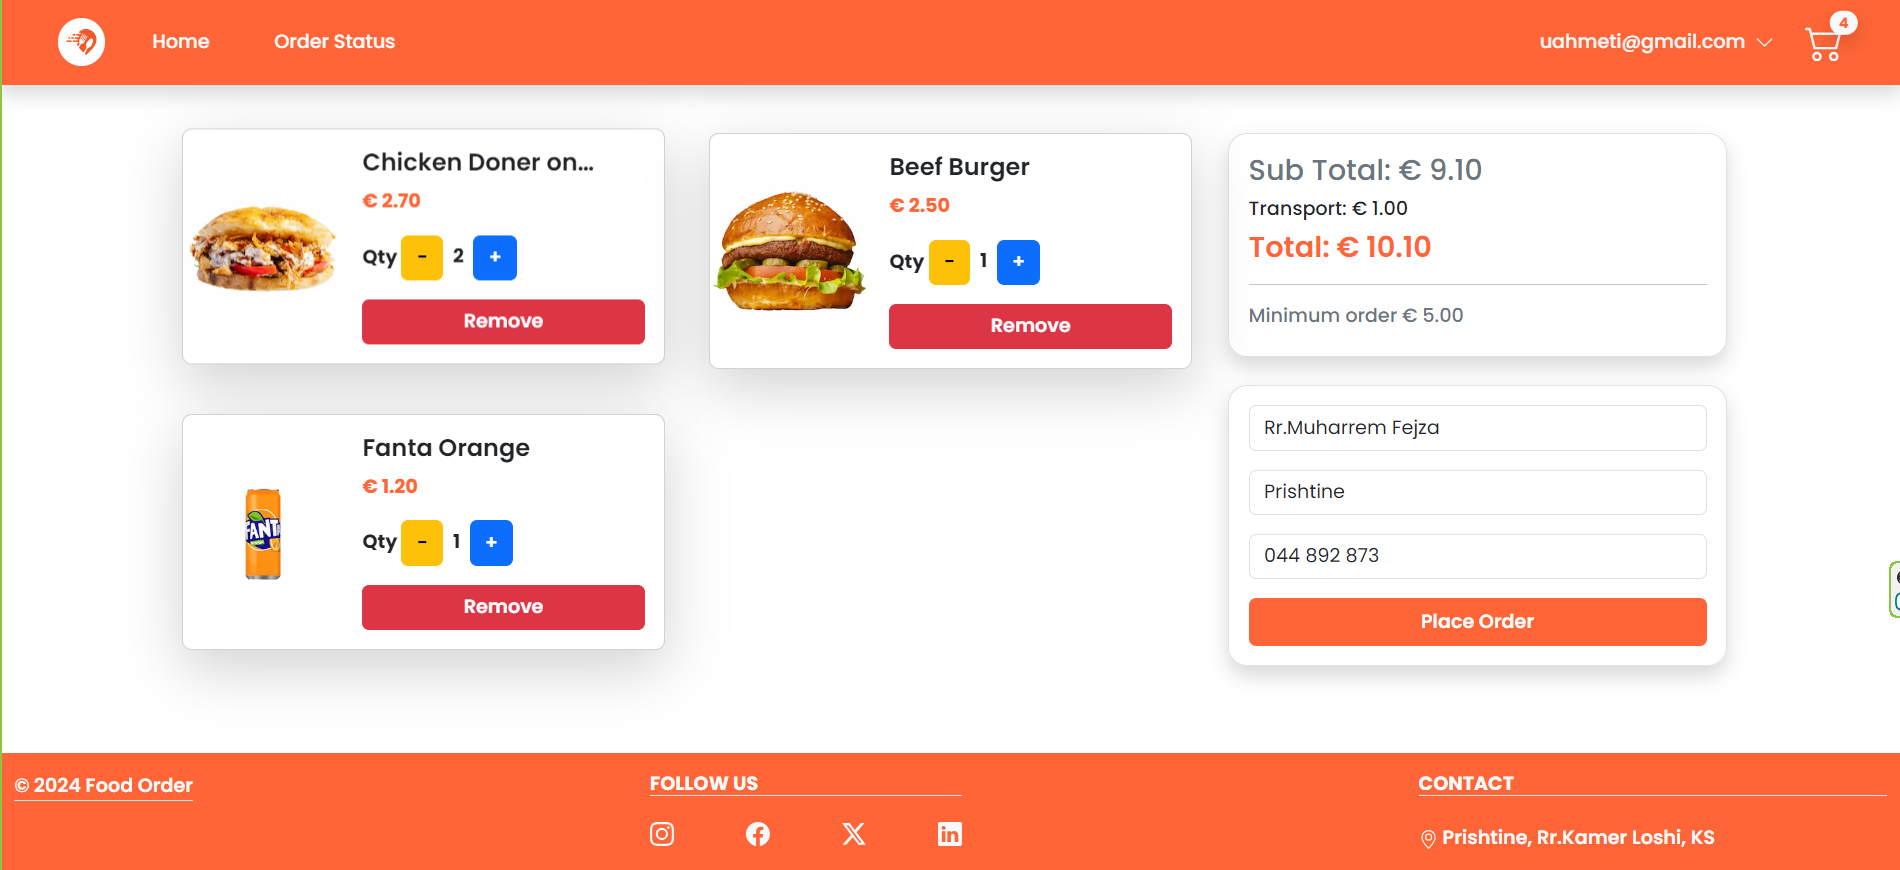 Home
Order Status
uahmeti@gmail.com
4
Chicken Doner on...
€ 2.70
Qty - 2 +
Remove
Beef Burger
€ 2.50
Qty - 1 +
Remove
Fanta Orange
€ 1.20
Qty - 1 +
Remove
FANTA
Sub Total: € 9.10
Transport: € 1.00
Total: € 10.10
Minimum order € 5.00
Rr.Muharrem Fejza
Prishtine
044 892 873
Place Order
© 2024 Food Order
FOLLOW US
CONTACT
Prishtine, Rr.Kamer Loshi, KS